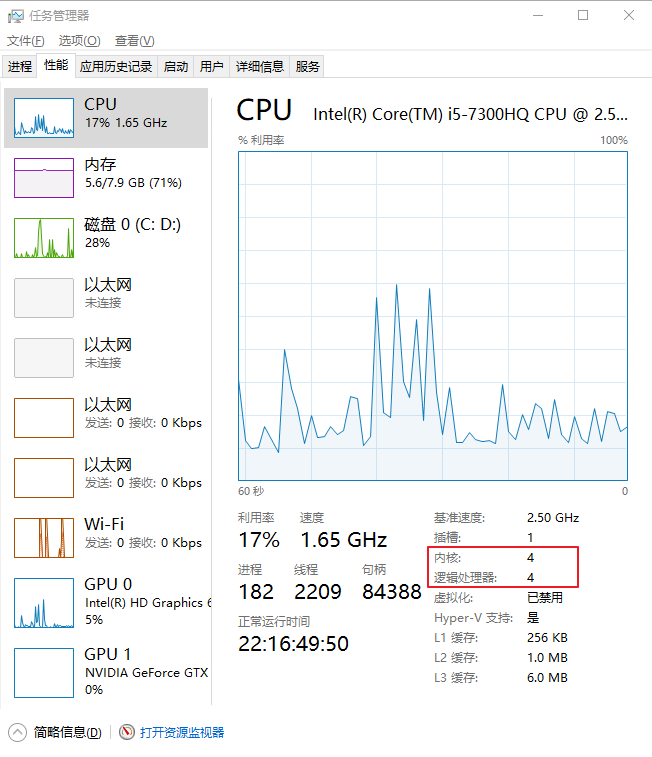 任务管理器
文件(F) 选项(O) 查看(V)
进程 性能 应用历史记录 启动 用户 详细信息 服务
CPU
17% 1.65 GHz
内存
5.6/7.9 GB (71%)
磁盘 0 (C: D:)
28%
以太网
未连接
以太网
未连接
以太网
发送: 0 接收: 0 Kbps
以太网
发送: 0 接收: 0 Kbps
Wi-Fi
发送: 0 接收: 0 Kbps
GPU 0
Intel(R) HD Graphics 6
5%
GPU 1
NVIDIA GeForce GTX
0%
CPU Intel(R) Core(TM) i5-7300HQ CPU @ 2.5...
% 利用率 100%
60 秒 0
利用率 速度
17% 1.65 GHz
进程 线程 句柄
182 2209 84388
正常运行时间
22:16:49:50
基准速度: 2.50 GHz
插槽: 1
内核: 4
逻辑处理器: 4
虚拟化: 已禁用
Hyper-V 支持: 是
L1 缓存: 256 KB
L2 缓存: 1.0 MB
L3 缓存: 6.0 MB
简略信息(D) 打开资源监视器